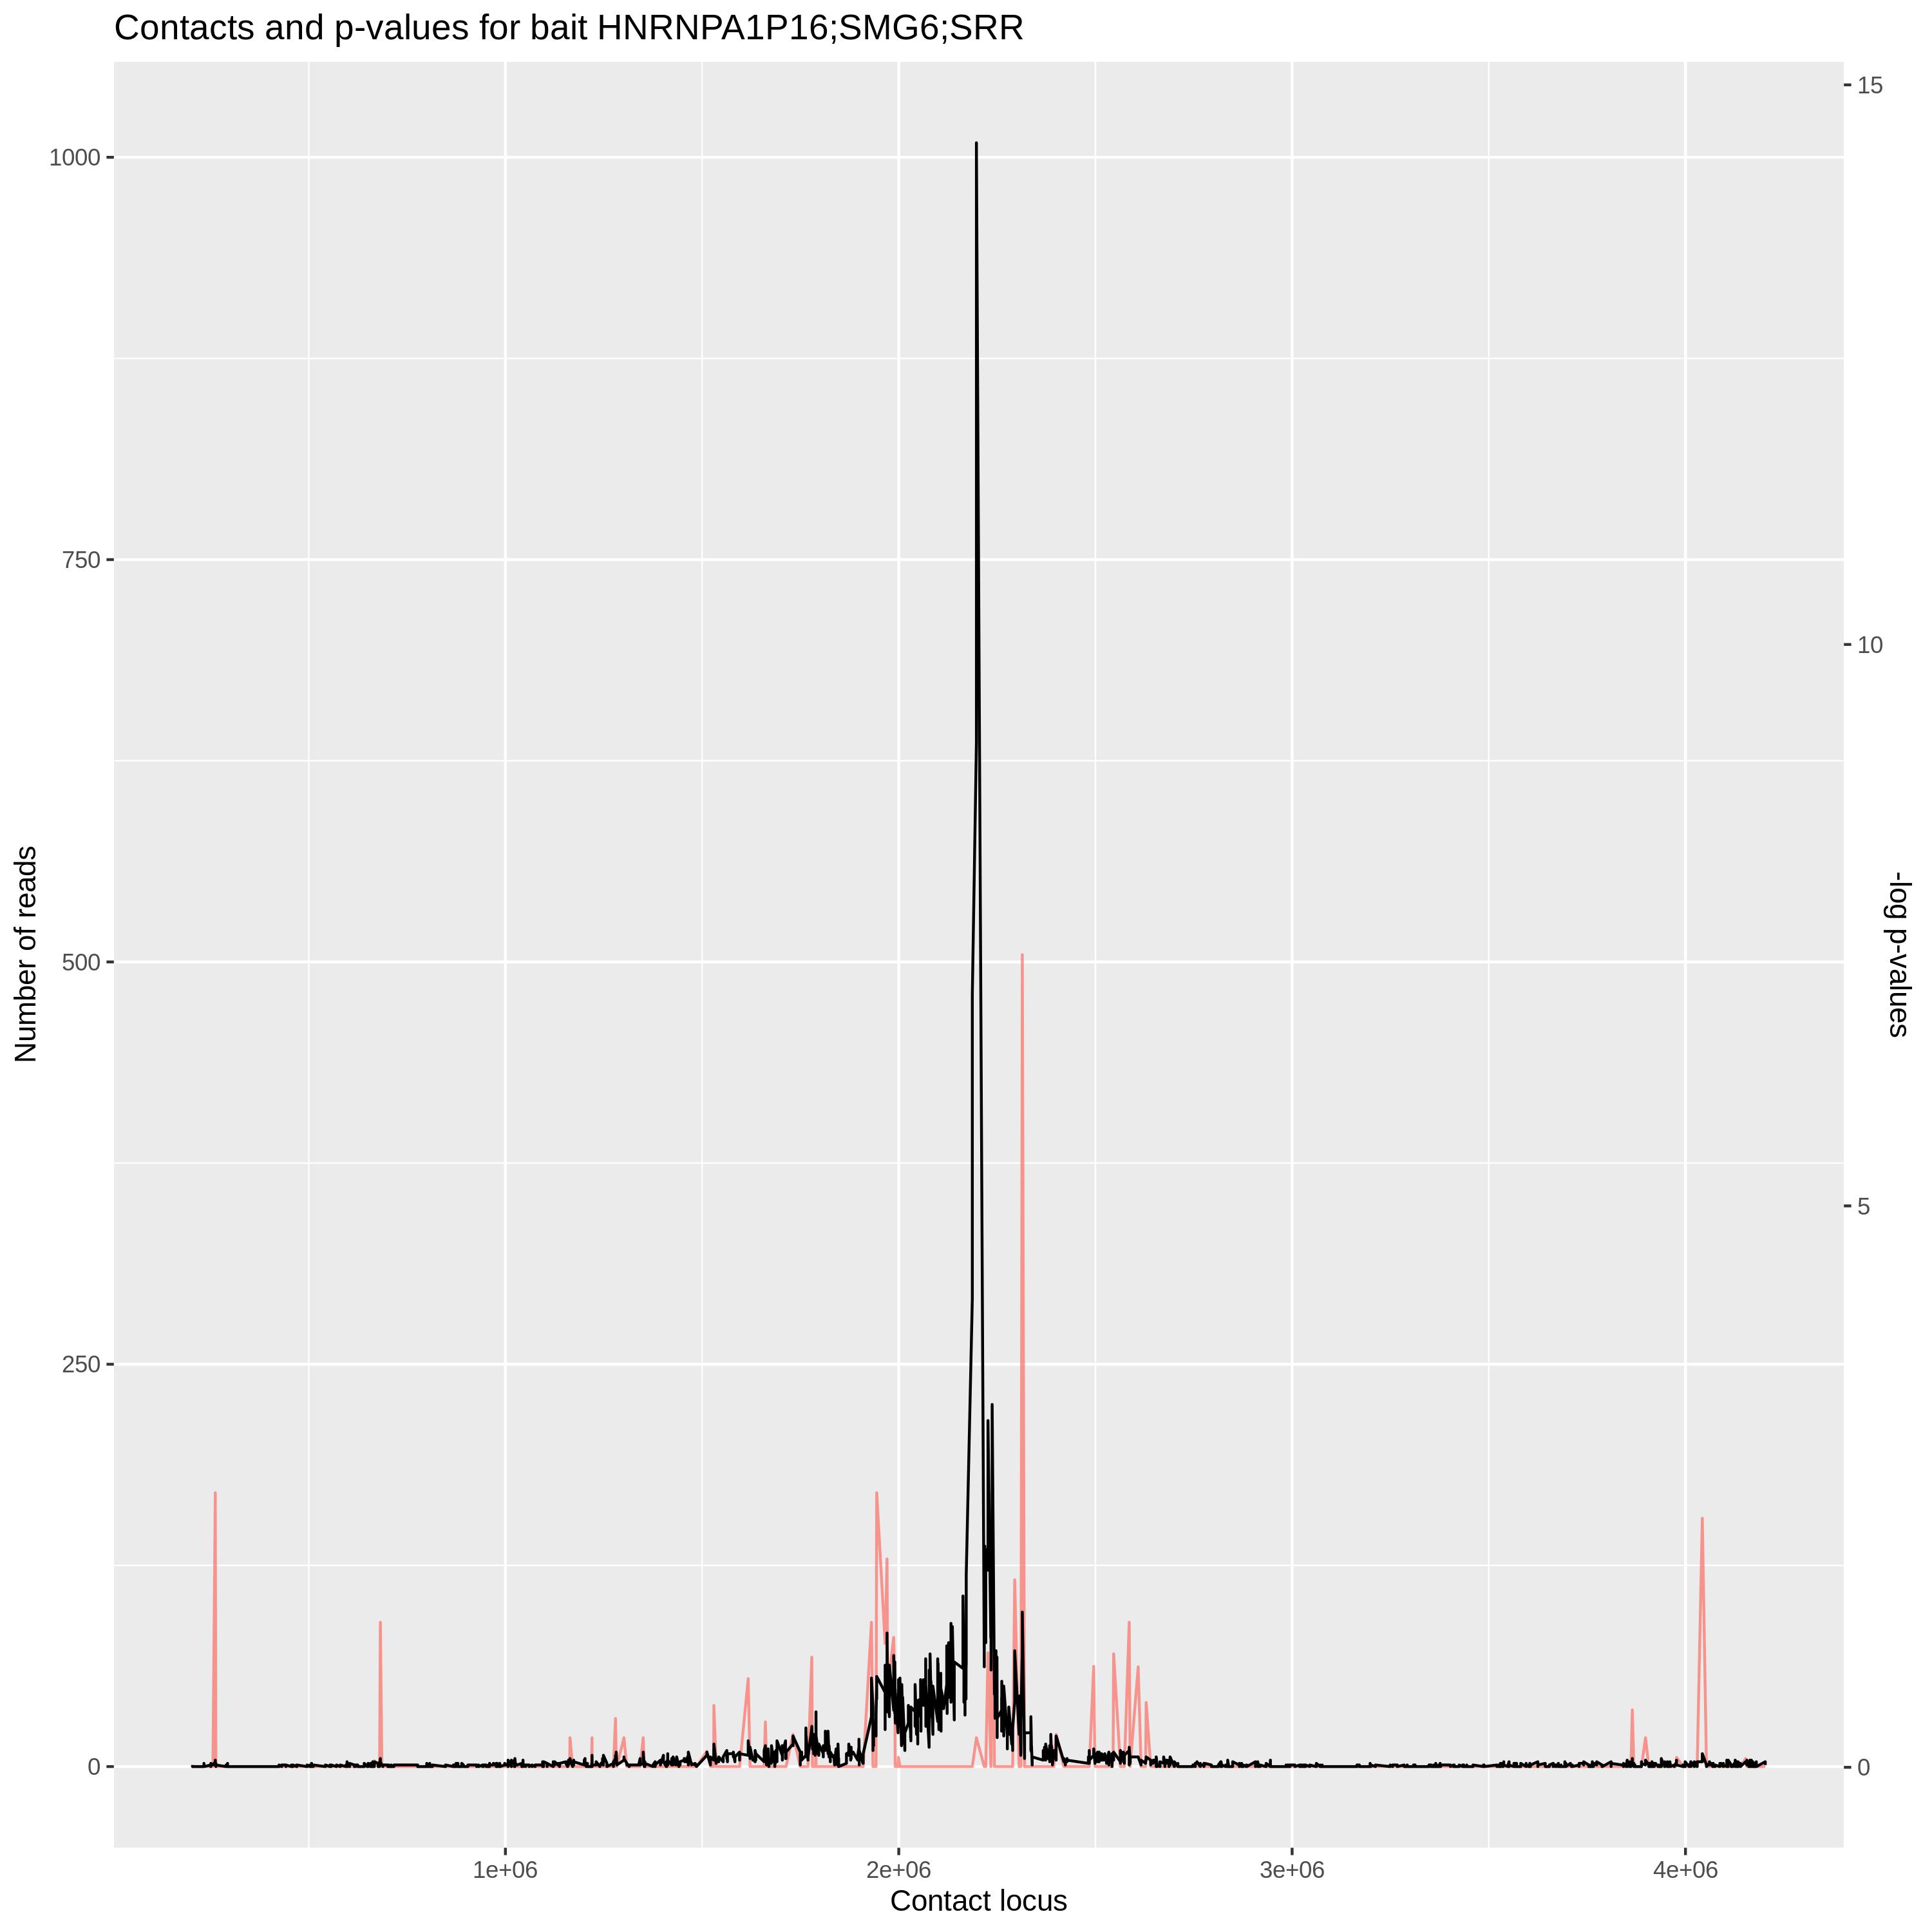 Contacts and p-values for bait HNRNPA1P16;SMG6;SRR
Number of reads
1000
750
500
250
0
15
10
5
0
-log p-values
1e+06
2e+06
3e+06
4e+06
Contact locus